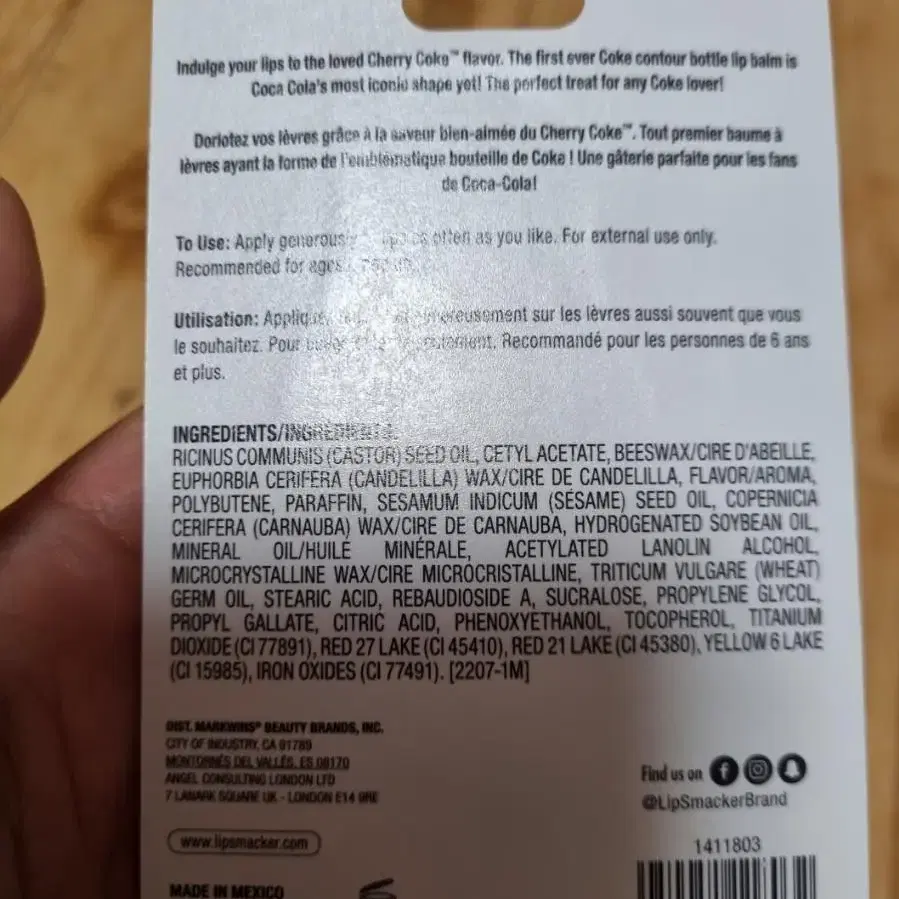 Indulge your lips to the loved Cherry Coke™ flavor. The first ever Coke contour bottle lip balm is
Coca Cola's most iconic shape yet! The perfect treat for any Coke lover!
Dorlotez vos lèvres grâce à la saveur bien-aimée du Cherry Coke™. Tout premier baume à
lèvres ayant la forme de l'emblématique bouteille de Coke ! Une gâterie parfaite pour les fans
de Coca-Cola!
To Use: Apply often as you like. For external use only.
Recommended for ages
Utilisation: sur les lèvres aussi souvent que vous
le souhaitez. Pour Recommandé pour les personnes de 6 ans
et plus.
INGREDIENTS/INGRÉDIENTS:
RICINUS COMMUNIS (CASTOR) SEED OIL, CETYL ACETATE, BEESWAX/CIRE D'ABEILLE,
EUPHORBIA CERIFERA (CANDELILLA) WAX/CIRE DE CANDELILLA, FLAVOR/AROMA,
POLYBUTENE, PARAFFIN, SESAMUM INDICUM (SÉSAME) SEED OIL, COPERNICIA
CERIFERA (CARNAUBA) WAX/CIRE DE CARNAUBA, HYDROGENATED SOYBEAN OIL,
MINERAL OIL/HUILE MINÉRALE, ACETYLATED LANOLIN ALCOHOL,
MICROCRYSTALLINE WAX/CIRE MICROCRISTALLINE, TRITICUM VULGARE (WHEAT)
GERM OIL, STEARIC ACID, REBAUDIOSIDE A, SUCRALOSE, PROPYLENE GLYCOL,
PROPYL GALLATE, CITRIC ACID, PHENOXYETHANOL, TOCOPHEROL, TITANIUM
DIOXIDE (CI 77891), RED 27 LAKE (CI 45410), RED 21 LAKE (CI 45380), YELLOW 6 LAKE
(CI 15985), IRON OXIDES (CI 77491). [2207-1M]
DIST. MARKWINS® BEAUTY BRANDS, INC.
CITY OF INDUSTRY, CA 91789
MONTORNÉS DEL VALLÉS, ES 08170
ANGEL CONSULTING LONDON LTD
7 LANARK SQUARE UK - LONDON E14 9RE
Find us on
@LipSmackerBrand
www.lipsmacker.com
1411803
MADE IN MEXICO